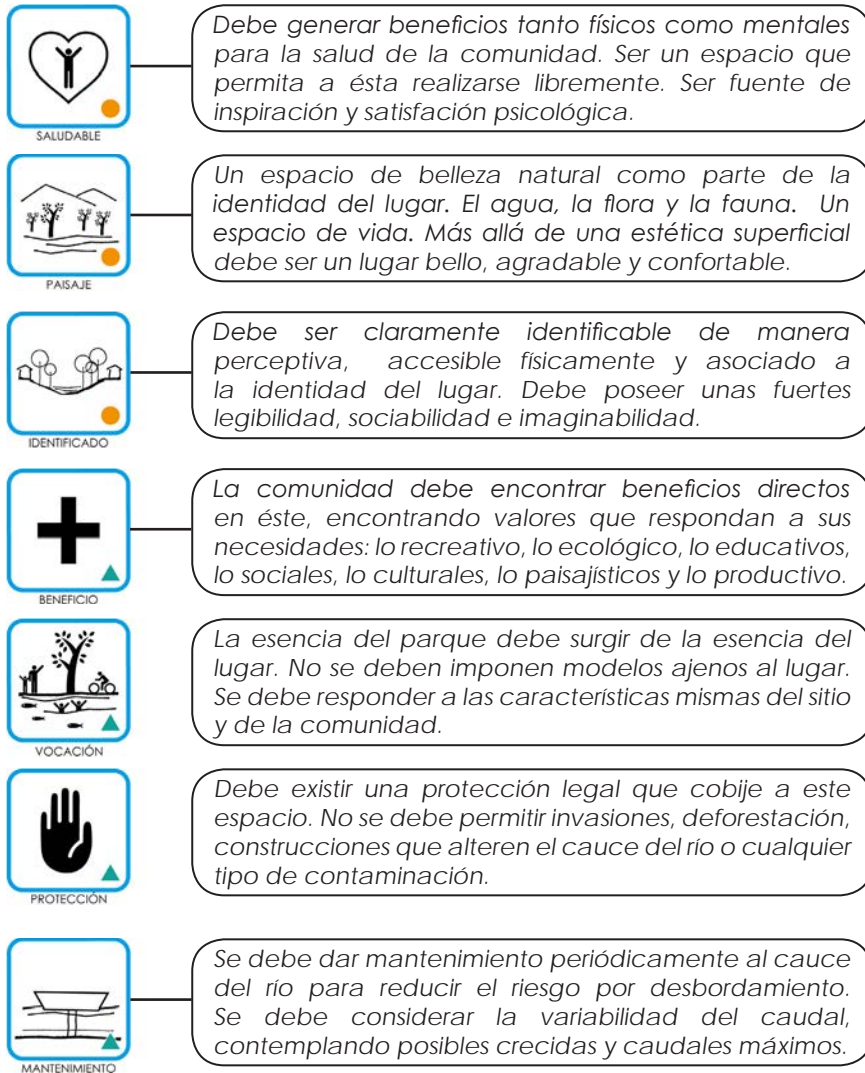 Debe generar beneficios tanto físicos como mentales
para la salud de la comunidad. Ser un espacio que
permita a ésta realizarse libremente. Ser fuente de
inspiración y satisfacción psicológica.
SALUDABLE
Un espacio de belleza natural como parte de la
identidad del lugar. El agua, la flora y la fauna. Un
espacio de vida. Más allá de una estética superficial
debe ser un lugar bello, agradable y confortable.
PAISAJE
Debe ser claramente identificable de manera
perceptiva, accesible físicamente y asociado a
la identidad del lugar. Debe poseer unas fuertes
legibilidad, sociabilidad e imaginabilidad.
IDENTIFICADO
La comunidad debe encontrar beneficios directos
en éste, encontrando valores que respondan a sus
necesidades: lo recreativo, lo ecológico, lo educativos,
lo sociales, lo culturales, lo paisajísticos y lo productivo.
BENEFICIO
La esencia del parque debe surgir de la esencia del
lugar. No se deben imponen modelos ajenos al lugar.
Se debe responder a las características mismas del sitio
y de la comunidad.
VOCACIÓN
Debe existir una protección legal que cobije a este
espacio. No se debe permitir invasiones, deforestación,
construcciones que alteren el cauce del río o cualquier
tipo de contaminación.
PROTECCIÓN
Se debe dar mantenimiento periódicamente al cauce
del río para reducir el riesgo por desbordamiento.
Se debe considerar la variabilidad del caudal,
contemplando posibles crecidas y caudales máximos.
MANTENIMIENTO